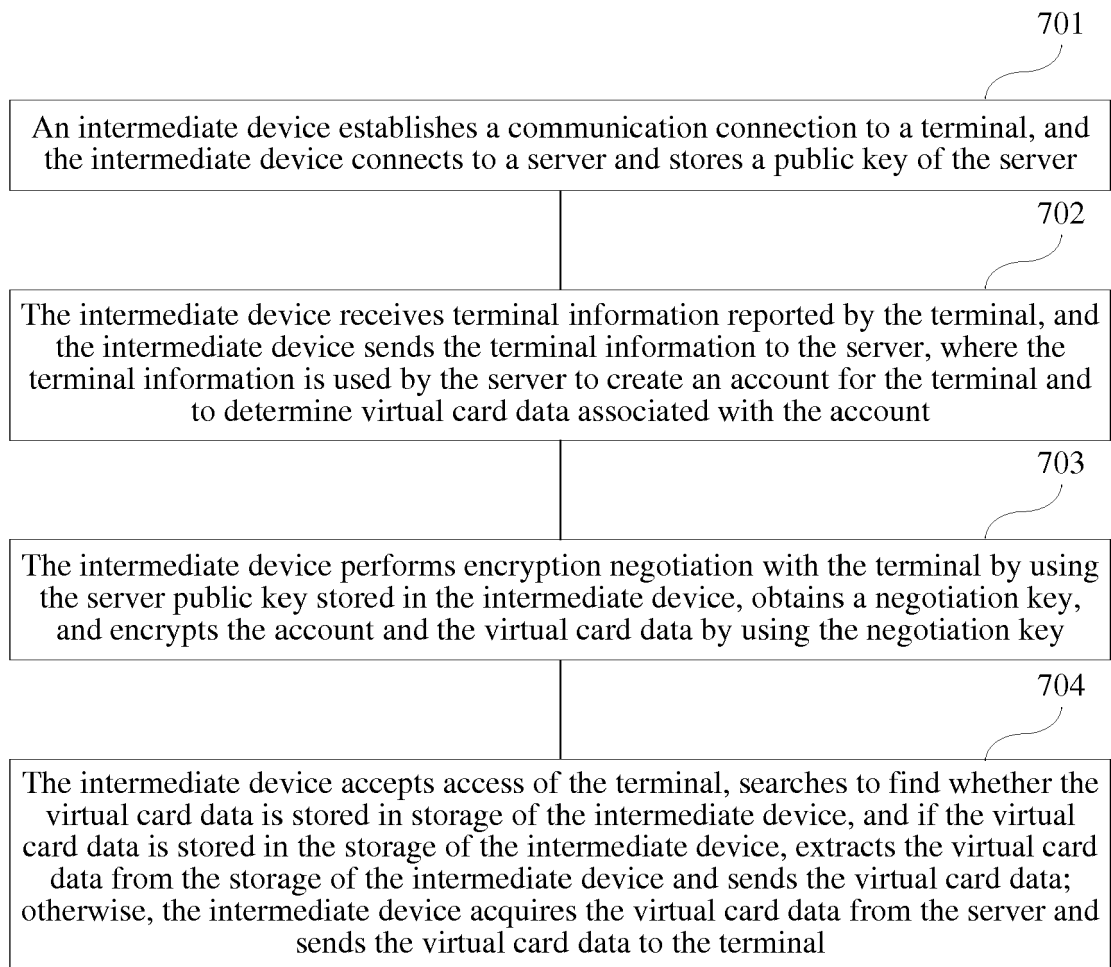 701
An intermediate device establishes a communication connection to a terminal, and
the intermediate device connects to a server and stores a public key of the server
702
The intermediate device receives terminal information reported by the terminal, and
the intermediate device sends the terminal information to the server, where the
terminal information is used by the server to create an account for the terminal and
to determine virtual card data associated with the account
703
The intermediate device performs encryption negotiation with the terminal by using
the server public key stored in the intermediate device, obtains a negotiation key,
and encrypts the account and the virtual card data by using the negotiation key
704
The intermediate device accepts access of the terminal, searches to find whether the
virtual card data is stored in storage of the intermediate device, and if the virtual
card data is stored in the storage of the intermediate device, extracts the virtual card
data from the storage of the intermediate device and sends the virtual card data;
otherwise, the intermediate device acquires the virtual card data from the server and
sends the virtual card data to the terminal